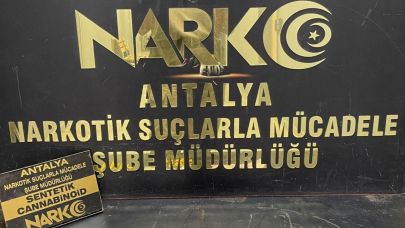 NARKO
ANTALYA
NARKOTİK SUÇLARLA MÜCADELE
ŞUBE MÜDÜRLÜĞÜ
ANTALYA
NARKOTİK SUÇLARLA MÜCADELE
ŞUBE MÜDÜRLÜĞÜ
SENTETİK
CANNABINOID
NARKO